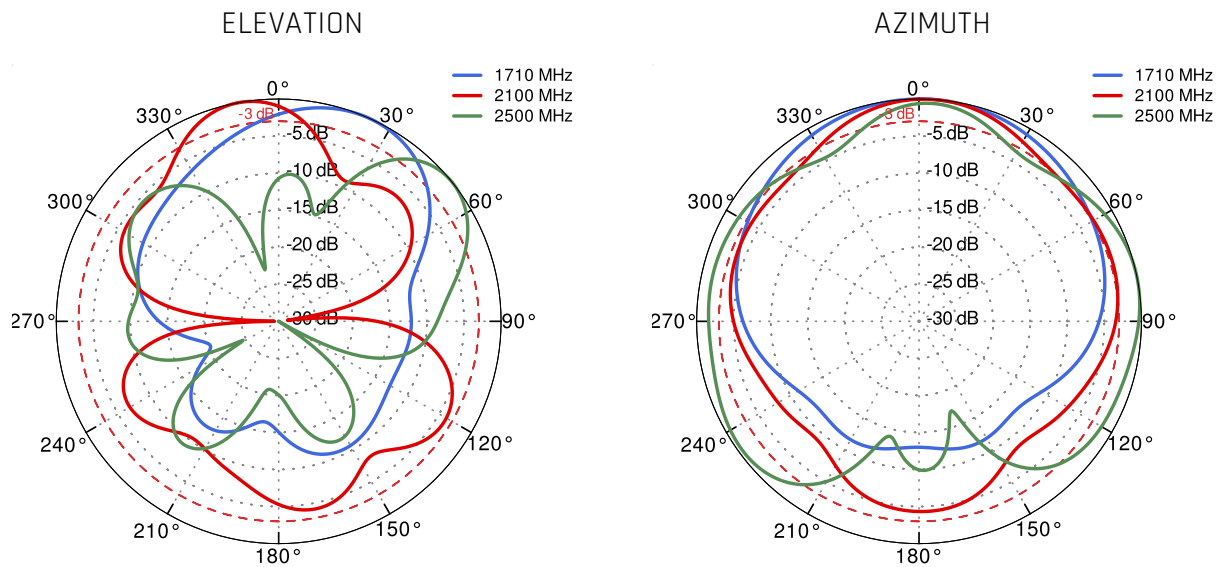 ELEVATION
1710 MHz
2100 MHz
2500 MHz
0°
30°
60°
90°
120°
150°
180°
210°
240°
270°
300°
330°
-3 dB
-5 dB
-10 dB
-15 dB
-20 dB
-25 dB
-30 dB
AZIMUTH
1710 MHz
2100 MHz
2500 MHz
0°
30°
60°
90°
120°
150°
180°
210°
240°
270°
300°
330°
-3 dB
-5 dB
-10 dB
-15 dB
-20 dB
-25 dB
-30 dB